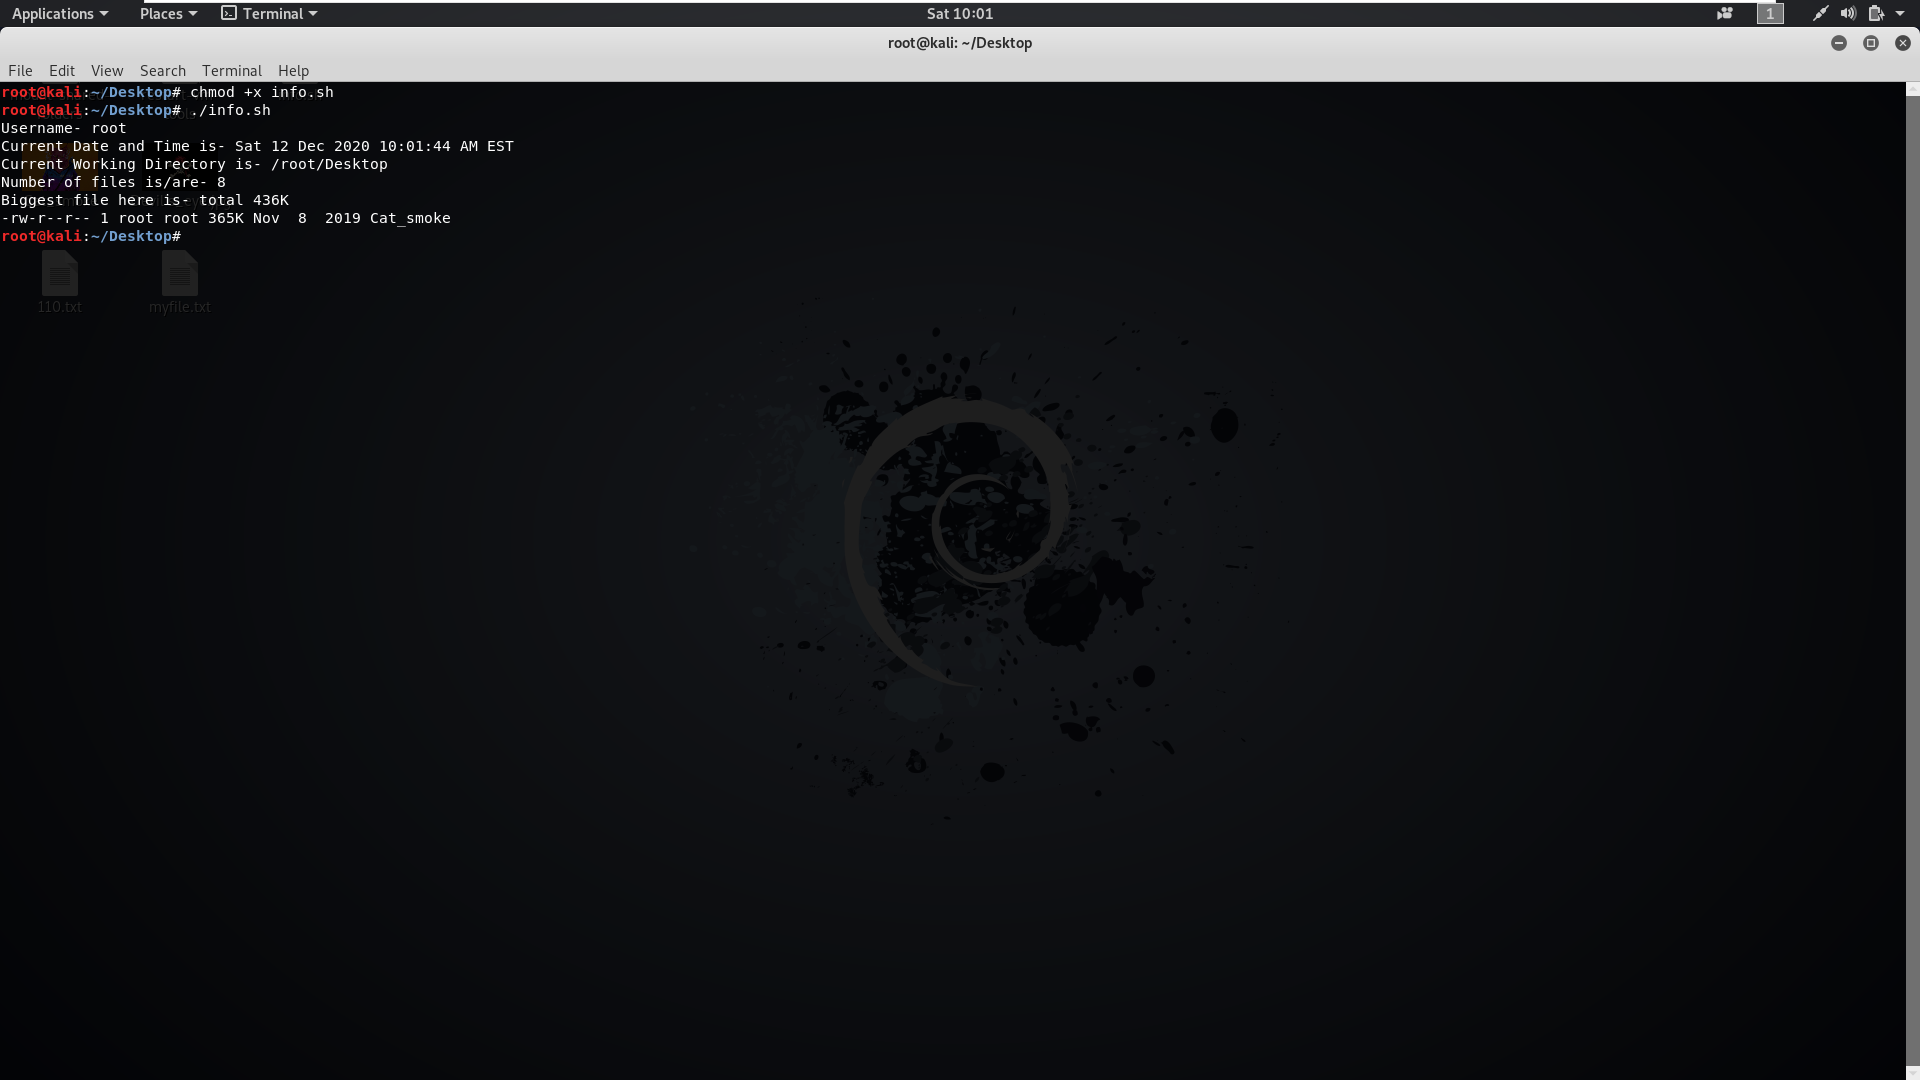 Applications Places Terminal Sat 10:01 1
root@kali: ~/Desktop
File Edit View Search Terminal Help
root@kali:~/Desktop# chmod +x info.sh
root@kali:~/Desktop# ./info.sh
Username- root
Current Date and Time is- Sat 12 Dec 2020 10:01:44 AM EST
Current Working Directory is- /root/Desktop
Number of files is/are- 8
Biggest file here is- total 436K
-rw-r--r-- 1 root root 365K Nov  8  2019 Cat_smoke
root@kali:~/Desktop#
110.txt myfile.txt